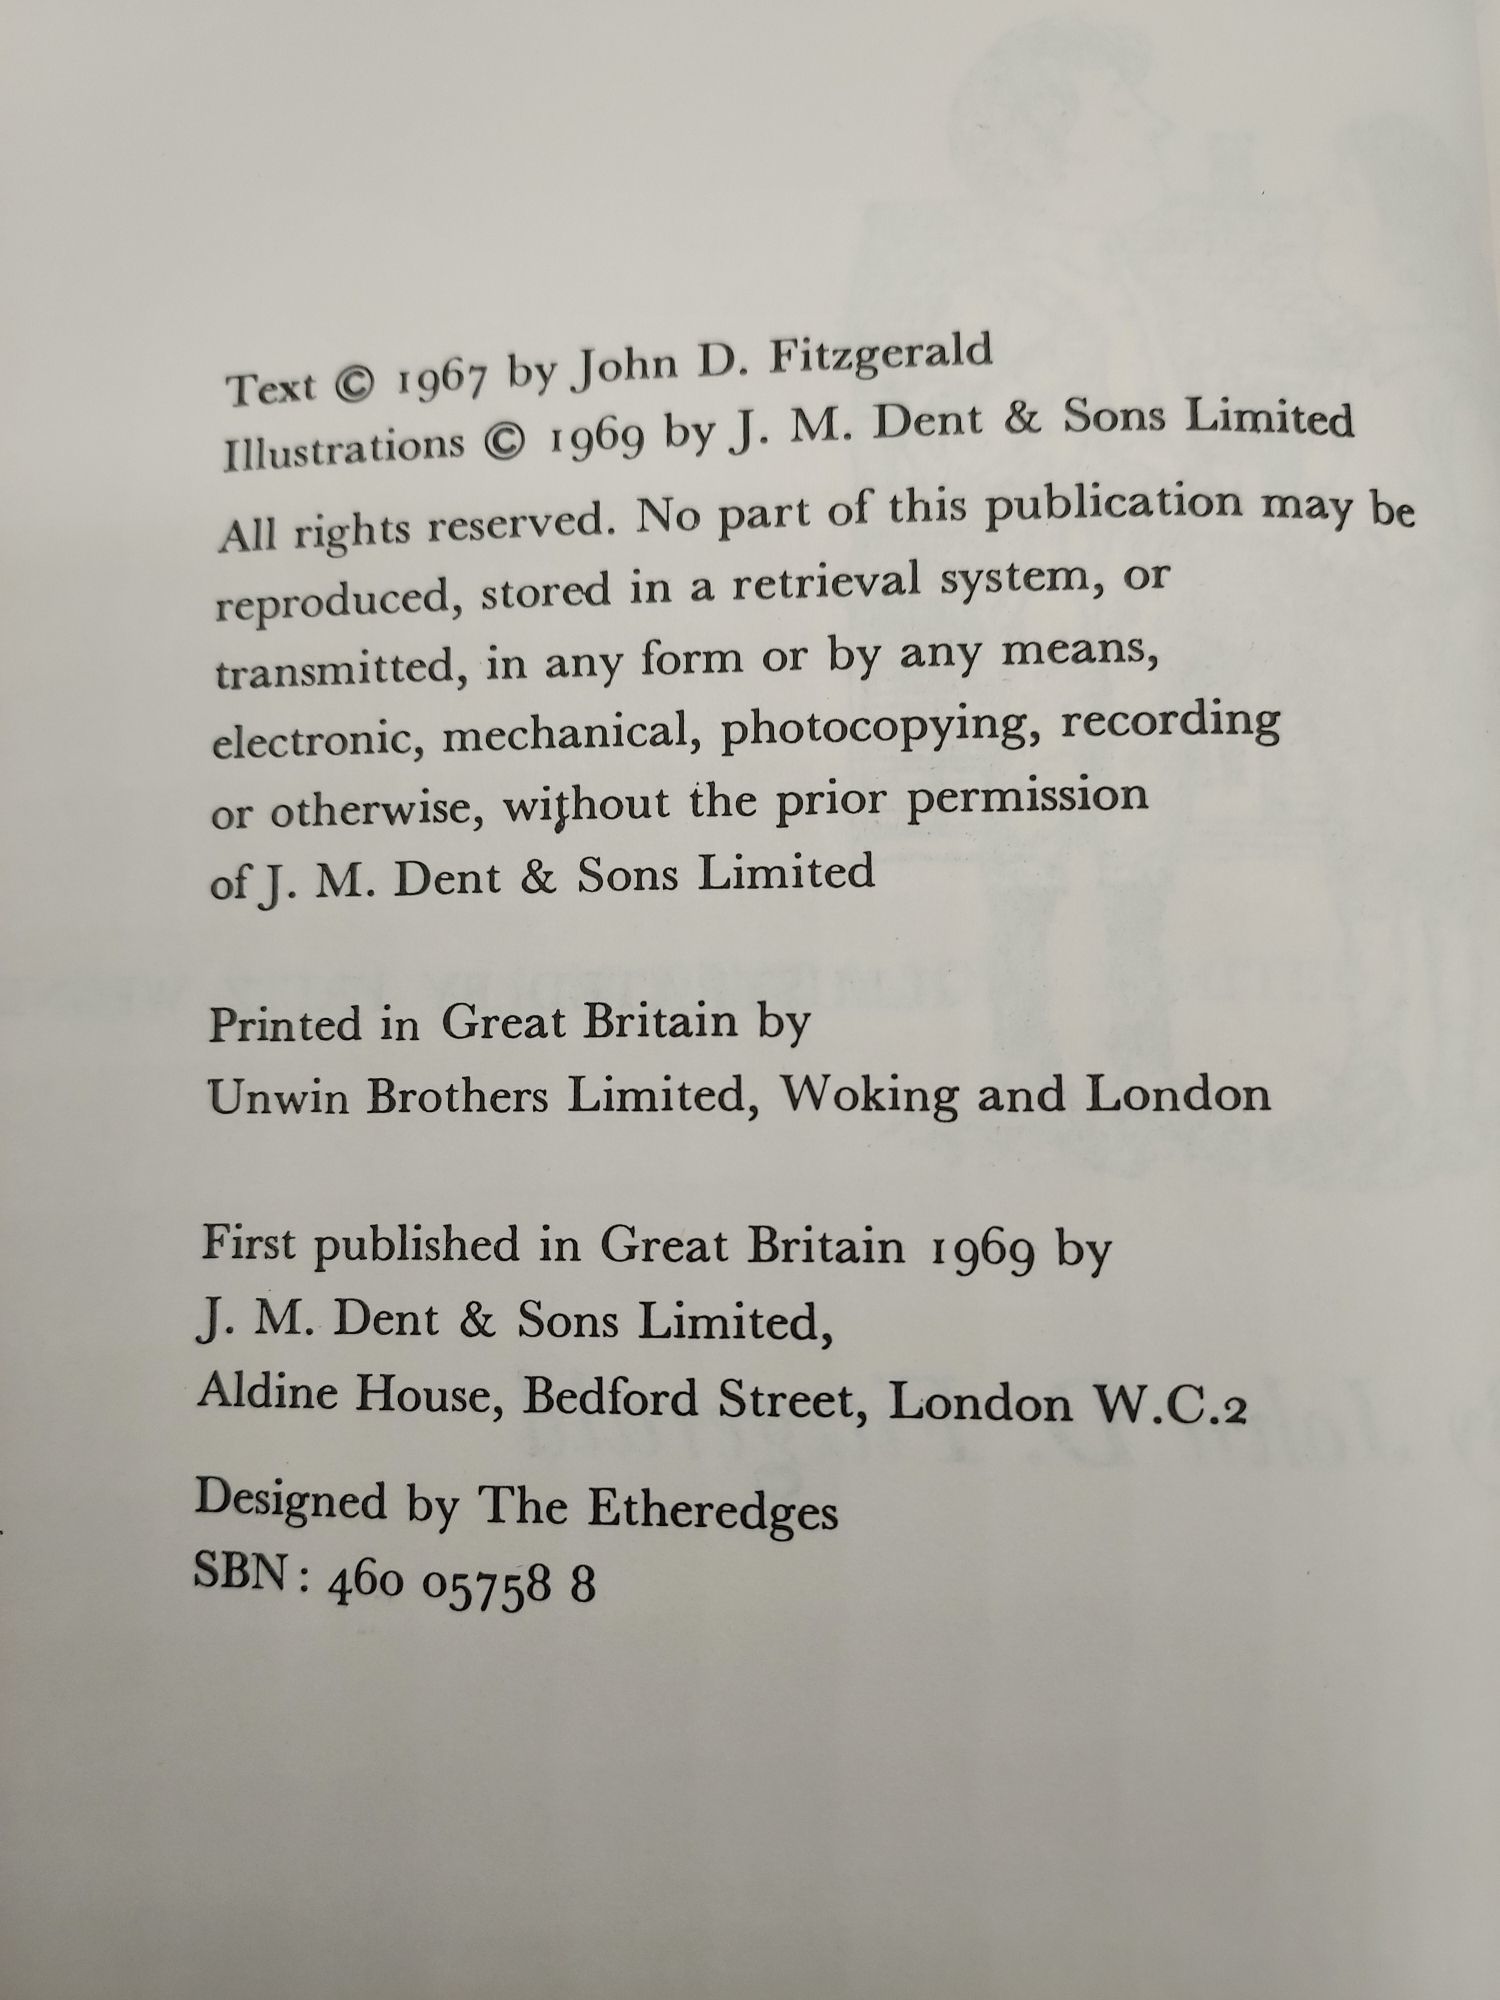 Text © 1967 by John D. Fitzgerald
Illustrations © 1969 by J. M. Dent & Sons Limited
All rights reserved. No part of this publication may be
reproduced, stored in a retrieval system, or
transmitted, in any form or by any means,
electronic, mechanical, photocopying, recording
or otherwise, without the prior permission
of J. M. Dent & Sons Limited
Printed in Great Britain by
Unwin Brothers Limited, Woking and London
First published in Great Britain 1969 by
J. M. Dent & Sons Limited,
Aldine House, Bedford Street, London W.C.2
Designed by The Etheredges
SBN: 460 05758 8